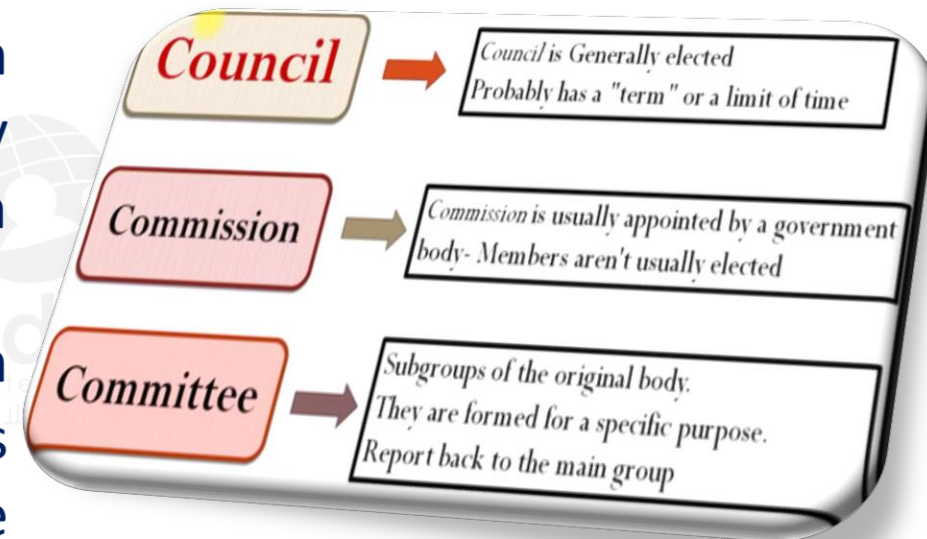 Council
Council is Generally elected
Probably has a "term" or a limit of time
Commission
Commission is usually appointed by a government
body- Members aren't usually elected
Committee
Subgroups of the original body.
They are formed for a specific purpose.
Report back to the main group